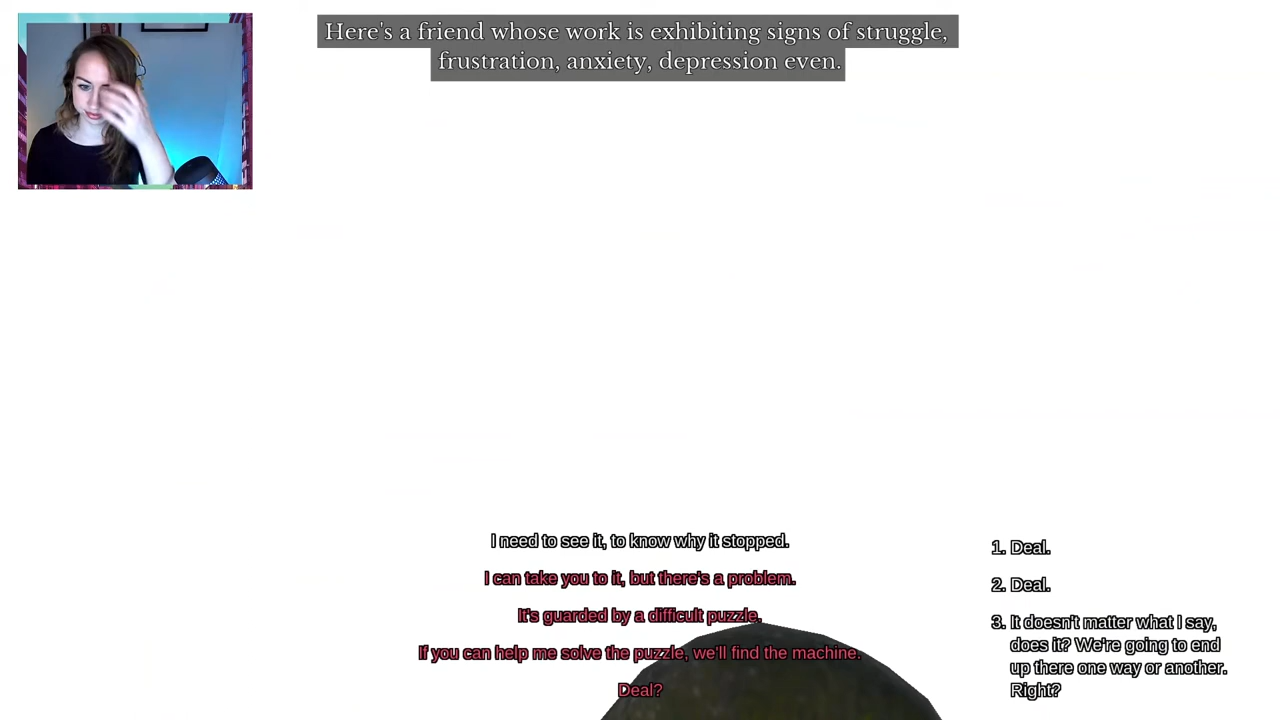 Here's a friend whose work is exhibiting signs of struggle,
frustration, anxiety, depression even.
I need to see it, to know why it stopped.
I can take you to it, but there's a problem.
It's guarded by a difficult puzzle.
If you can help me solve the puzzle, we'll find the machine.
Deal?
1. Deal.
2. Deal.
3. It doesn't matter what I say,
does it? We're going to end
up there one way or another.
Right?